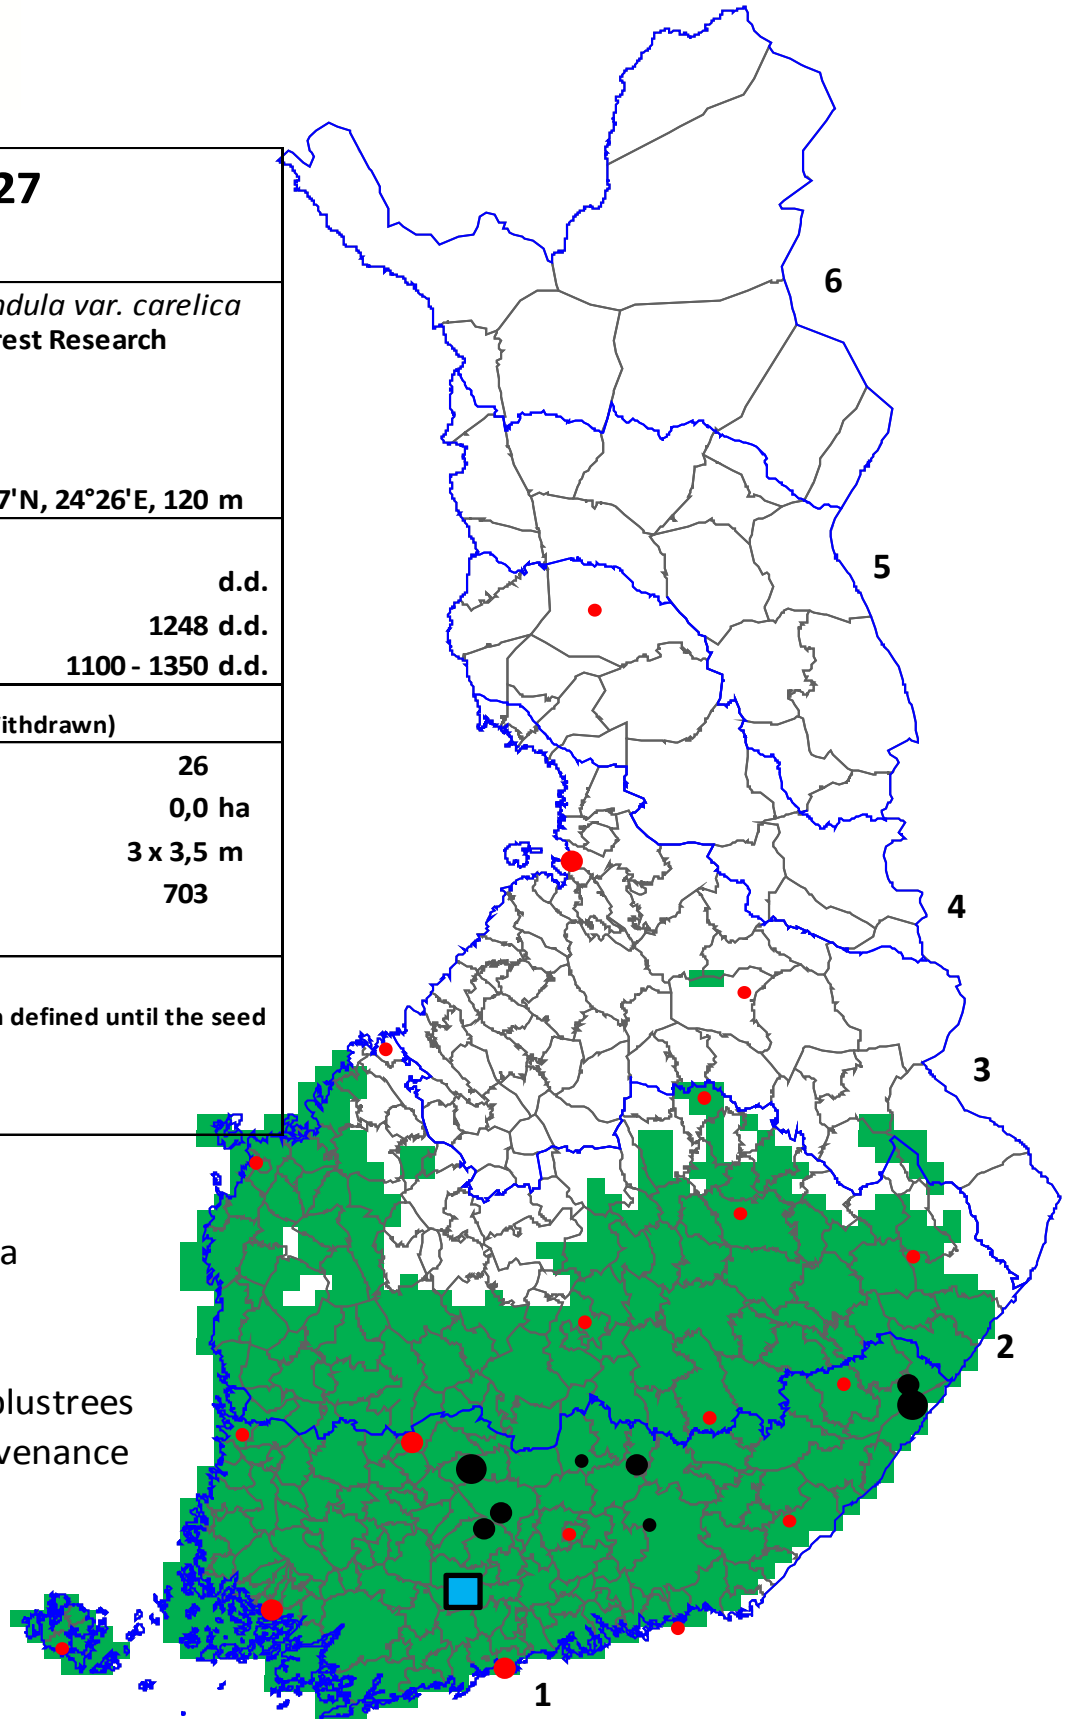 27
ndula var. carelica
rest Research
7'N, 24°26'E, 120 m
d.d.
1248 d.d.
1100 - 1350 d.d.
ithdrawn)
26
0,0 ha
3 x 3,5 m
703
defined until the seed
a
lustrees
venance
6
5
4
3
2
1